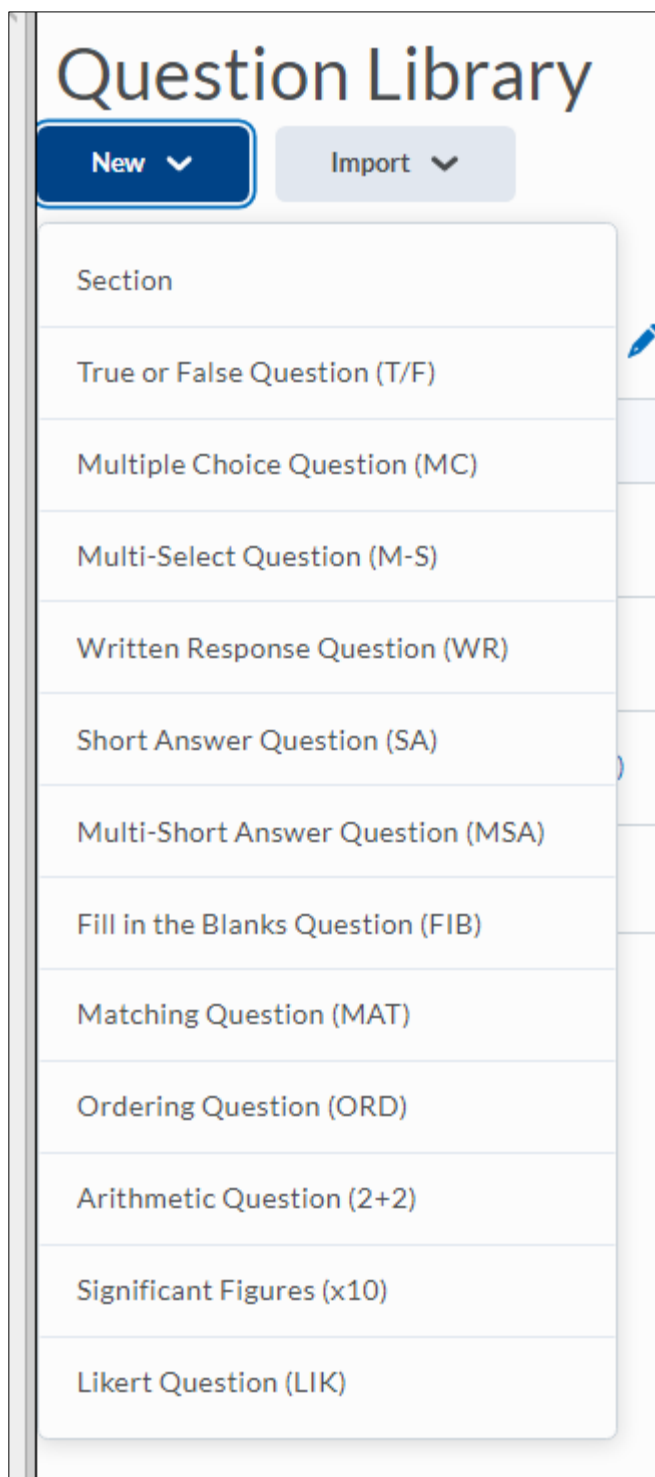 Question Library
New Import
Section
True or False Question (T/F)
Multiple Choice Question (MC)
Multi-Select Question (M-S)
Written Response Question (WR)
Short Answer Question (SA)
)
Multi-Short Answer Question (MSA)
Fill in the Blanks Question (FIB)
Matching Question (MAT)
Ordering Question (ORD)
Arithmetic Question (2+2)
Significant Figures (x10)
Likert Question (LIK)